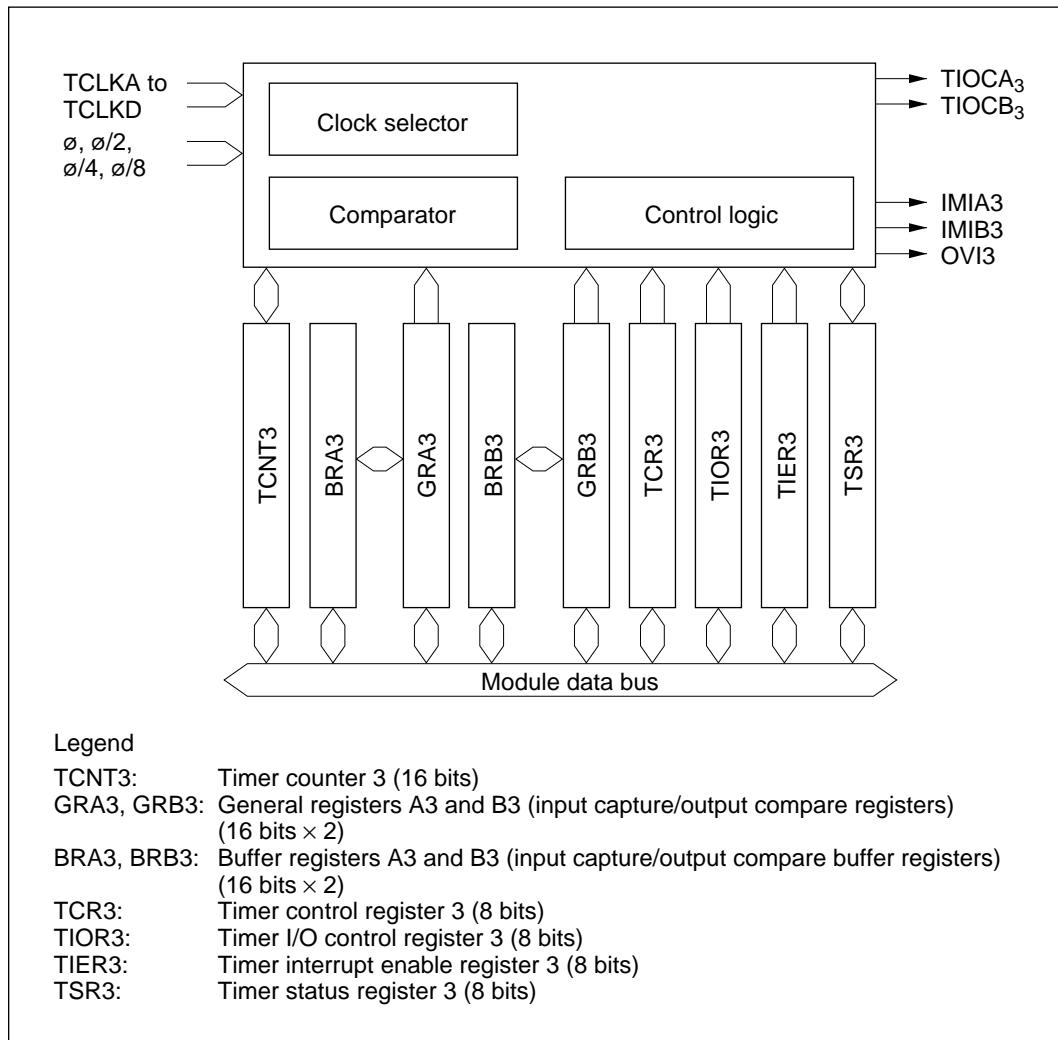 TCLKA to
TCLKD
ø, ø/2,
ø/4, ø/8
Clock selector
Comparator
Control logic
TIOCA3
TIOCB3
IMIA3
IMIB3
OVI3
TCNT3
BRA3
GRA3
BRB3
GRB3
TCR3
TIOR3
TIER3
TSR3
Module data bus
Legend
TCNT3: Timer counter 3 (16 bits)
GRA3, GRB3: General registers A3 and B3 (input capture/output compare registers)
(16 bits × 2)
BRA3, BRB3: Buffer registers A3 and B3 (input capture/output compare buffer registers)
(16 bits × 2)
TCR3: Timer control register 3 (8 bits)
TIOR3: Timer I/O control register 3 (8 bits)
TIER3: Timer interrupt enable register 3 (8 bits)
TSR3: Timer status register 3 (8 bits)